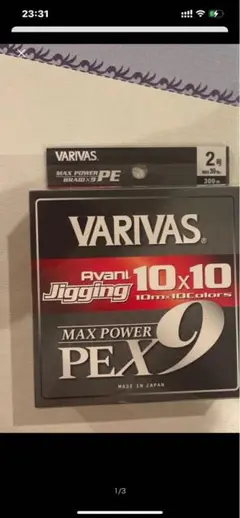 23:31
VARIVAS
2号
MAX POWER
BRAID×9 PE
300m
VARIVAS®
Avani
Jigging 10×10
10m×10Colors
MAX POWER
PE X9
MADE IN JAPAN
1/3